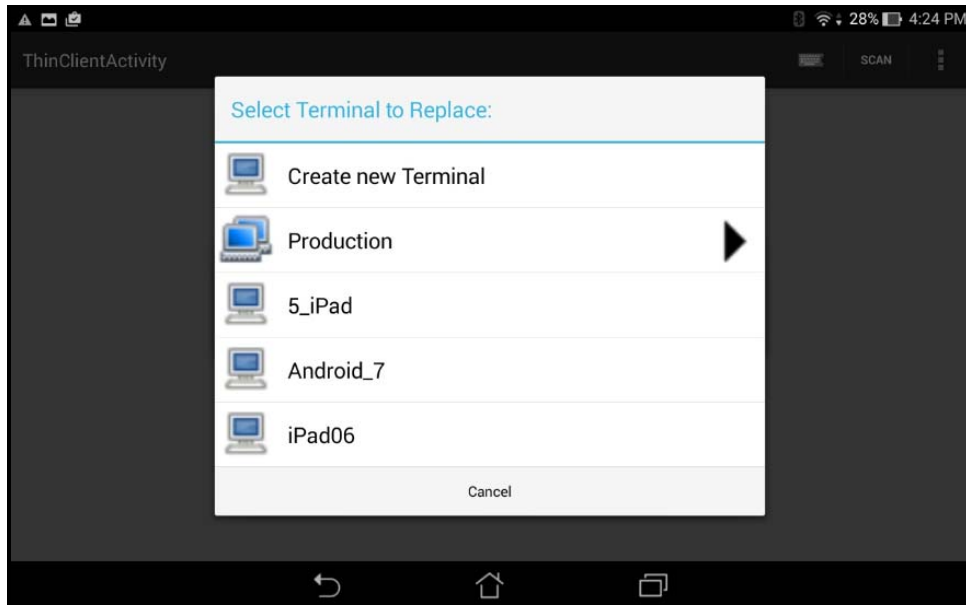 28% 4:24 PM
ThinClientActivity
SCAN
Select Terminal to Replace:
Create new Terminal
Production
5_iPad
Android_7
iPad06
Cancel